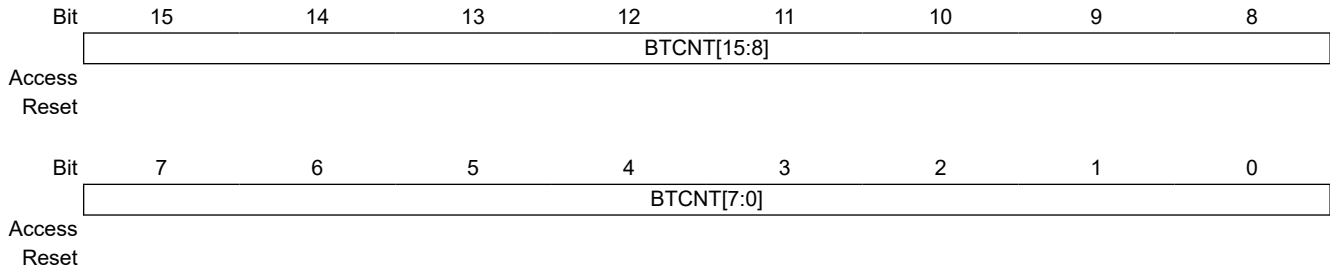 Bit 15 14 13 12 11 10 9 8
BTCNT[15:8]
Access
Reset
Bit 7 6 5 4 3 2 1 0
BTCNT[7:0]
Access
Reset